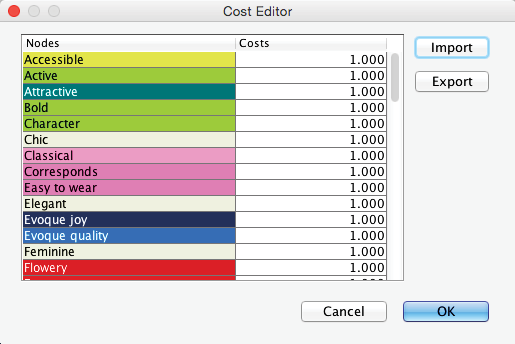 Cost Editor
Nodes Costs
Accessible 1.000
Active 1.000
Attractive 1.000
Bold 1.000
Character 1.000
Chic 1.000
Classical 1.000
Corresponds 1.000
Easy to wear 1.000
Elegant 1.000
Evoque joy 1.000
Evoque quality 1.000
Feminine 1.000
Flowery 1.000
Import
Export
Cancel OK